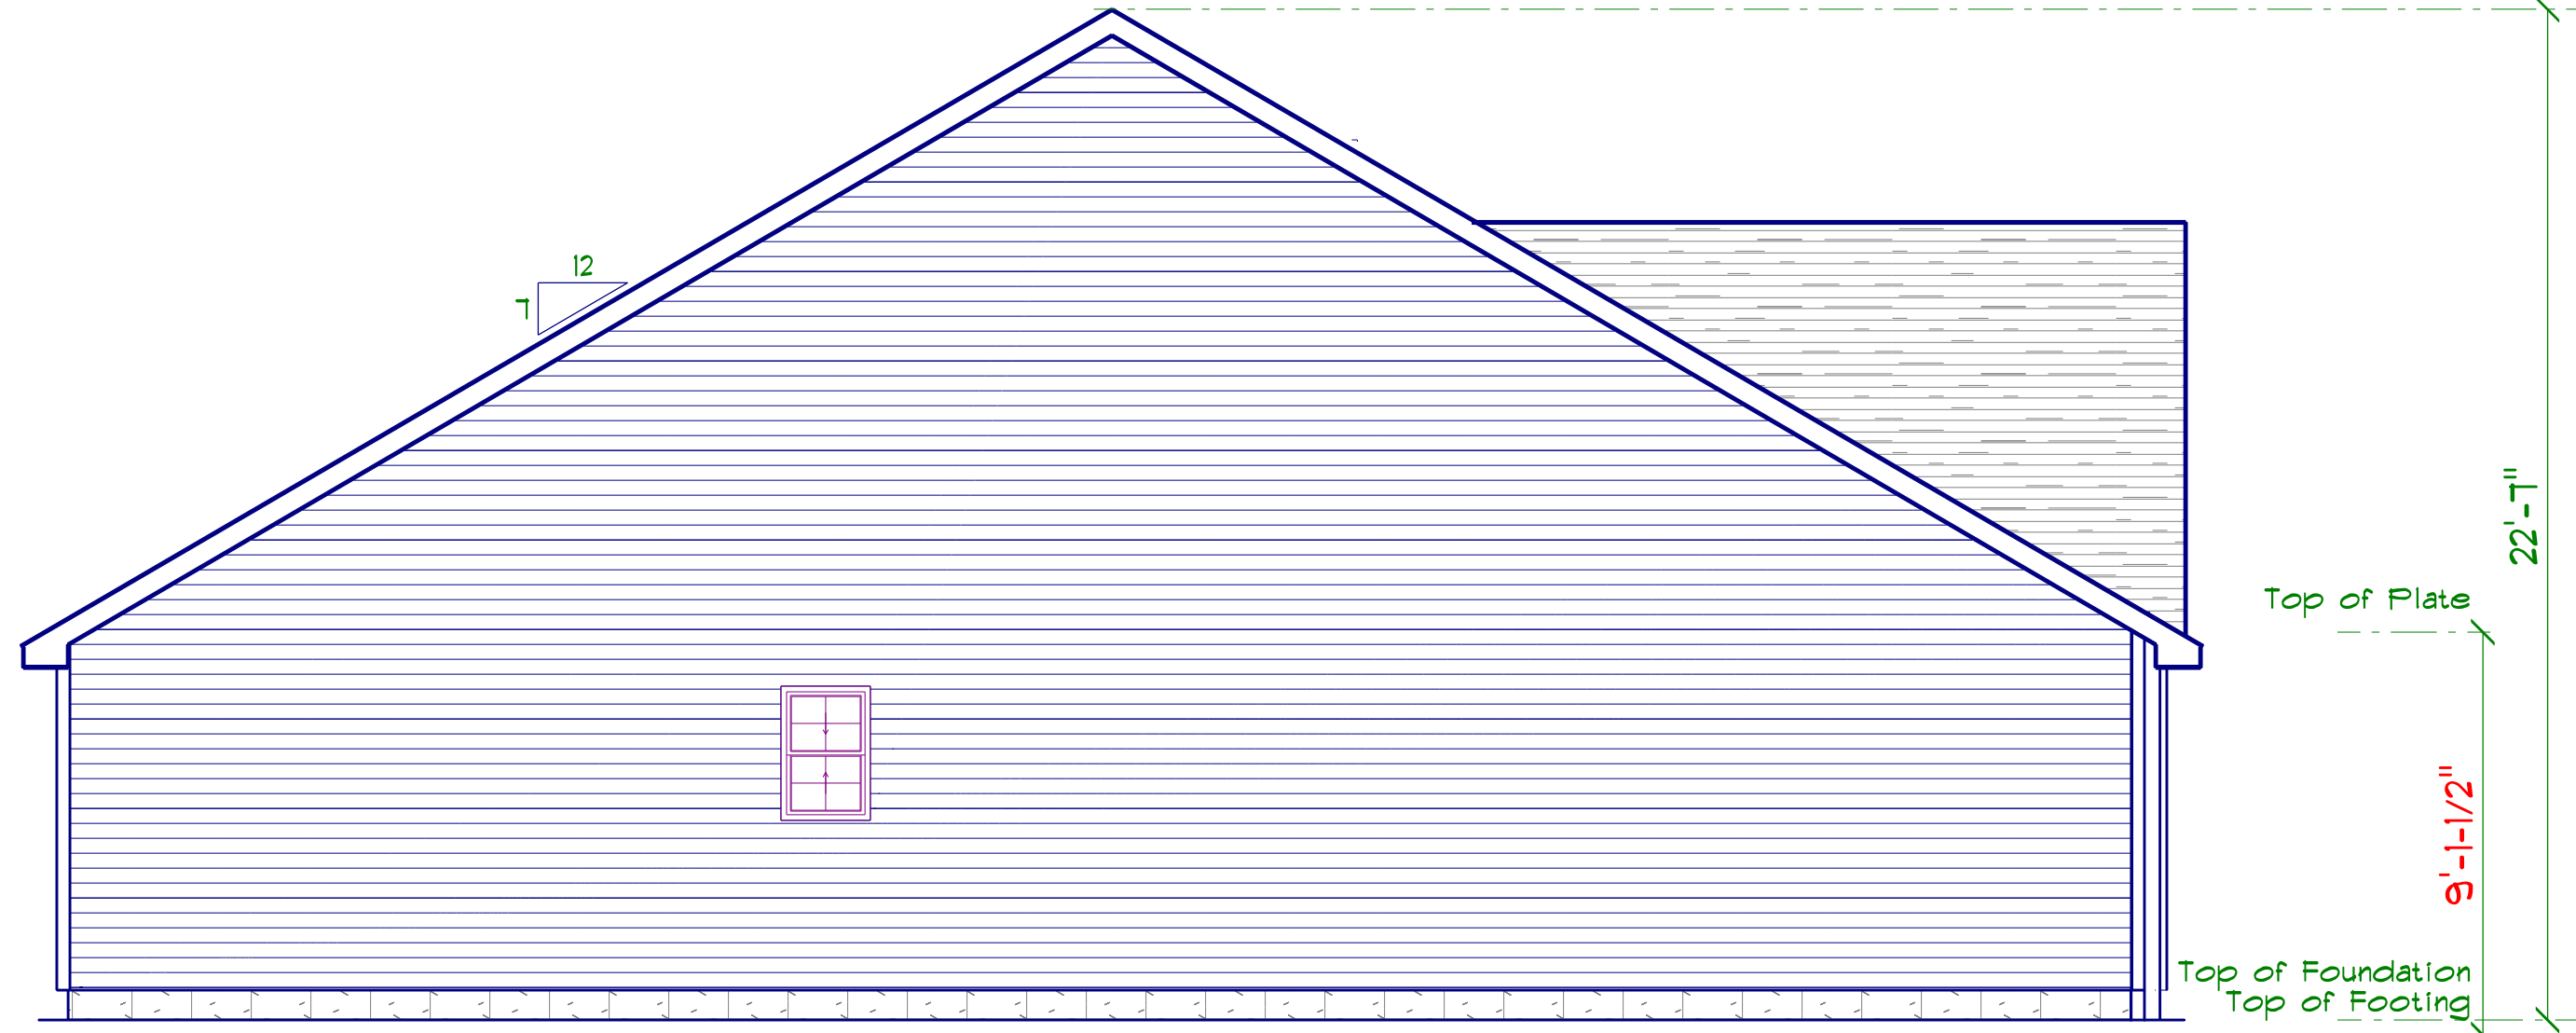 12
7
22'-7"
Top of Plate
9'-1-1/2"
Top of Foundation
Top of Footing